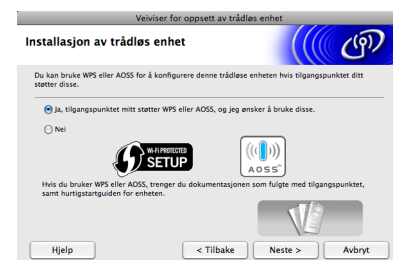 Veiviser for oppsett av trådløs enhet
Installasjon av trådløs enhet
Du kan bruke WPS eller AOSS for å konfigurere denne trådløse enheten hvis tilgangspunktet ditt
støtter disse.
Ja, tilgangspunktet mitt støtter WPS eller AOSS, og jeg ønsker å bruke disse.
Nei
Wi-Fi PROTECTED
SETUP
AOSS™
Hvis du bruker WPS eller AOSS, trenger du dokumentasjonen som fulgte med tilgangspunktet,
samt hurtigstartguiden for enheten.
Hjelp
< Tilbake
Neste >
Avbryt